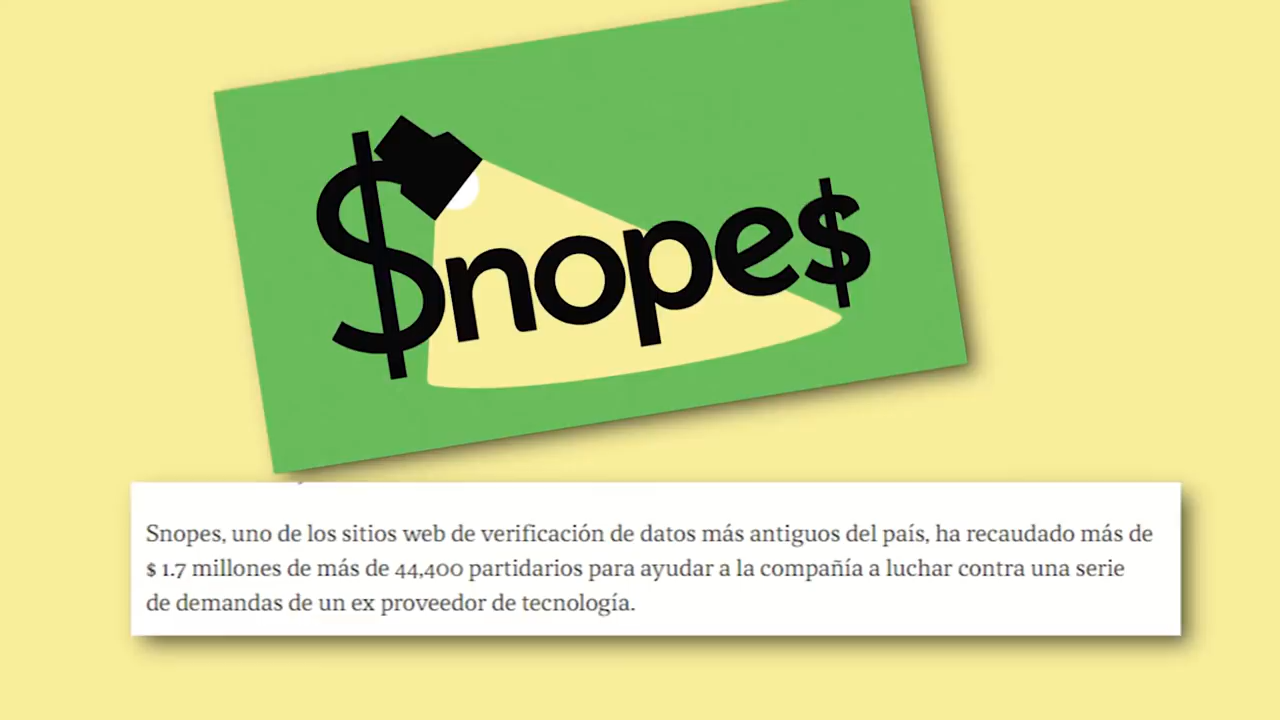 $nope$
Snopes, uno de los sitios web de verificación de datos más antiguos del país, ha recaudado más de
$ 1.7 millones de más de 44,400 partidarios para ayudar a la compañía a luchar contra una serie
de demandas de un ex proveedor de tecnología.